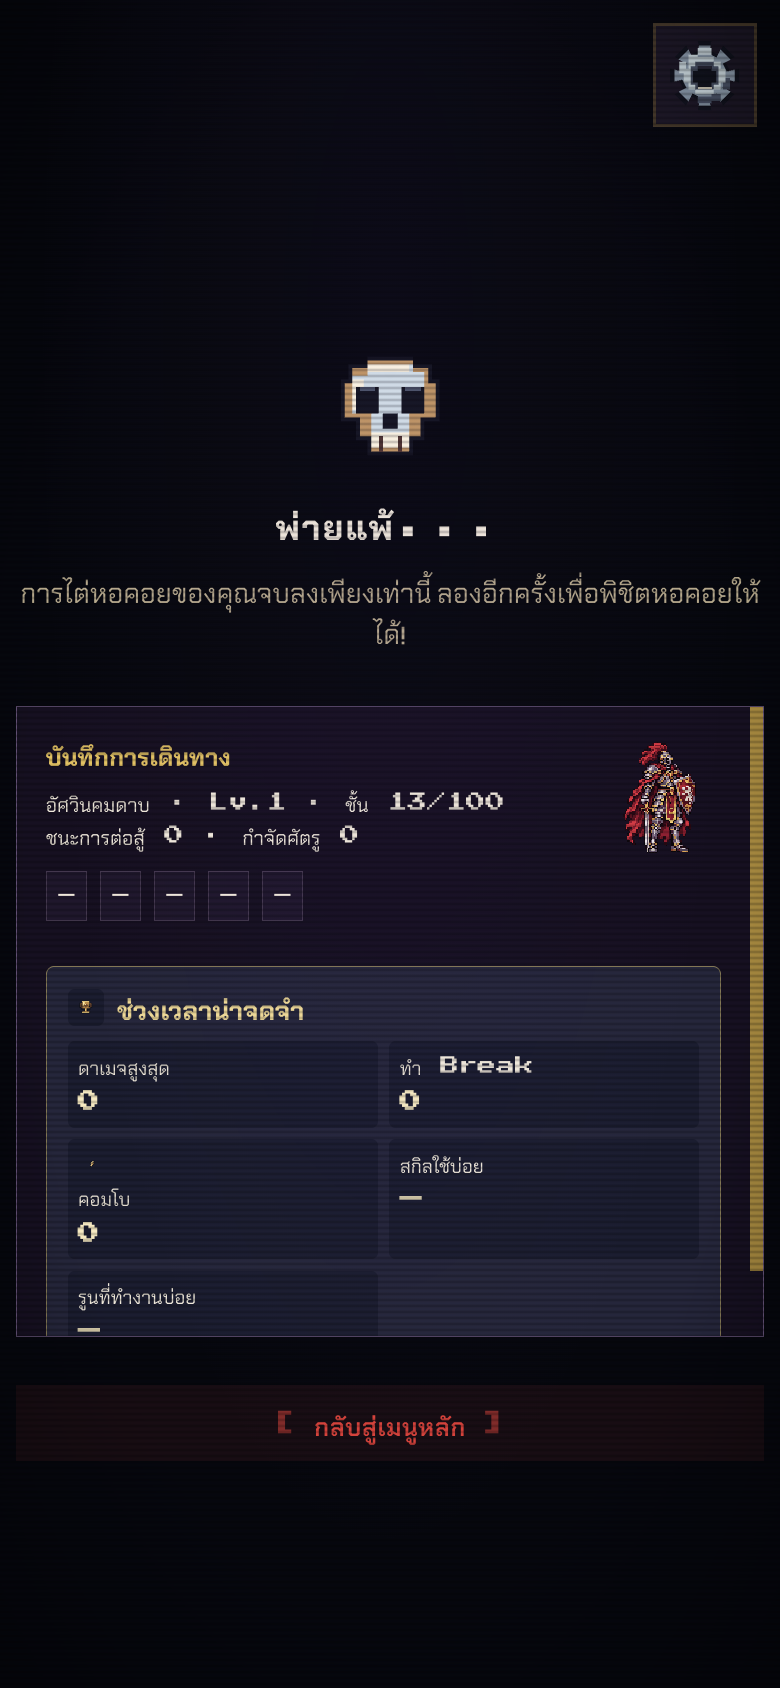 พ่ายแพ้...
การไต่หอคอยของคุณจบลงเพียงเท่านี้ ลองอีกครั้งเพื่อพิชิตหอคอยให้
ได้!
บันทึกการเดินทาง
อัศวินคมดาบ · Lv.1 · ชั้น 13/100
ชนะการต่อสู้ 0 · กำจัดศัตรู 0
— — — — —
ช่วงเวลาน่าจดจำ
ดาเมจสูงสุด
0
ทำ Break
0
คอมโบ
0
สกิลใช้บ่อย
—
รูนที่ทำงานบ่อย
—
[ กลับสู่เมนูหลัก ]